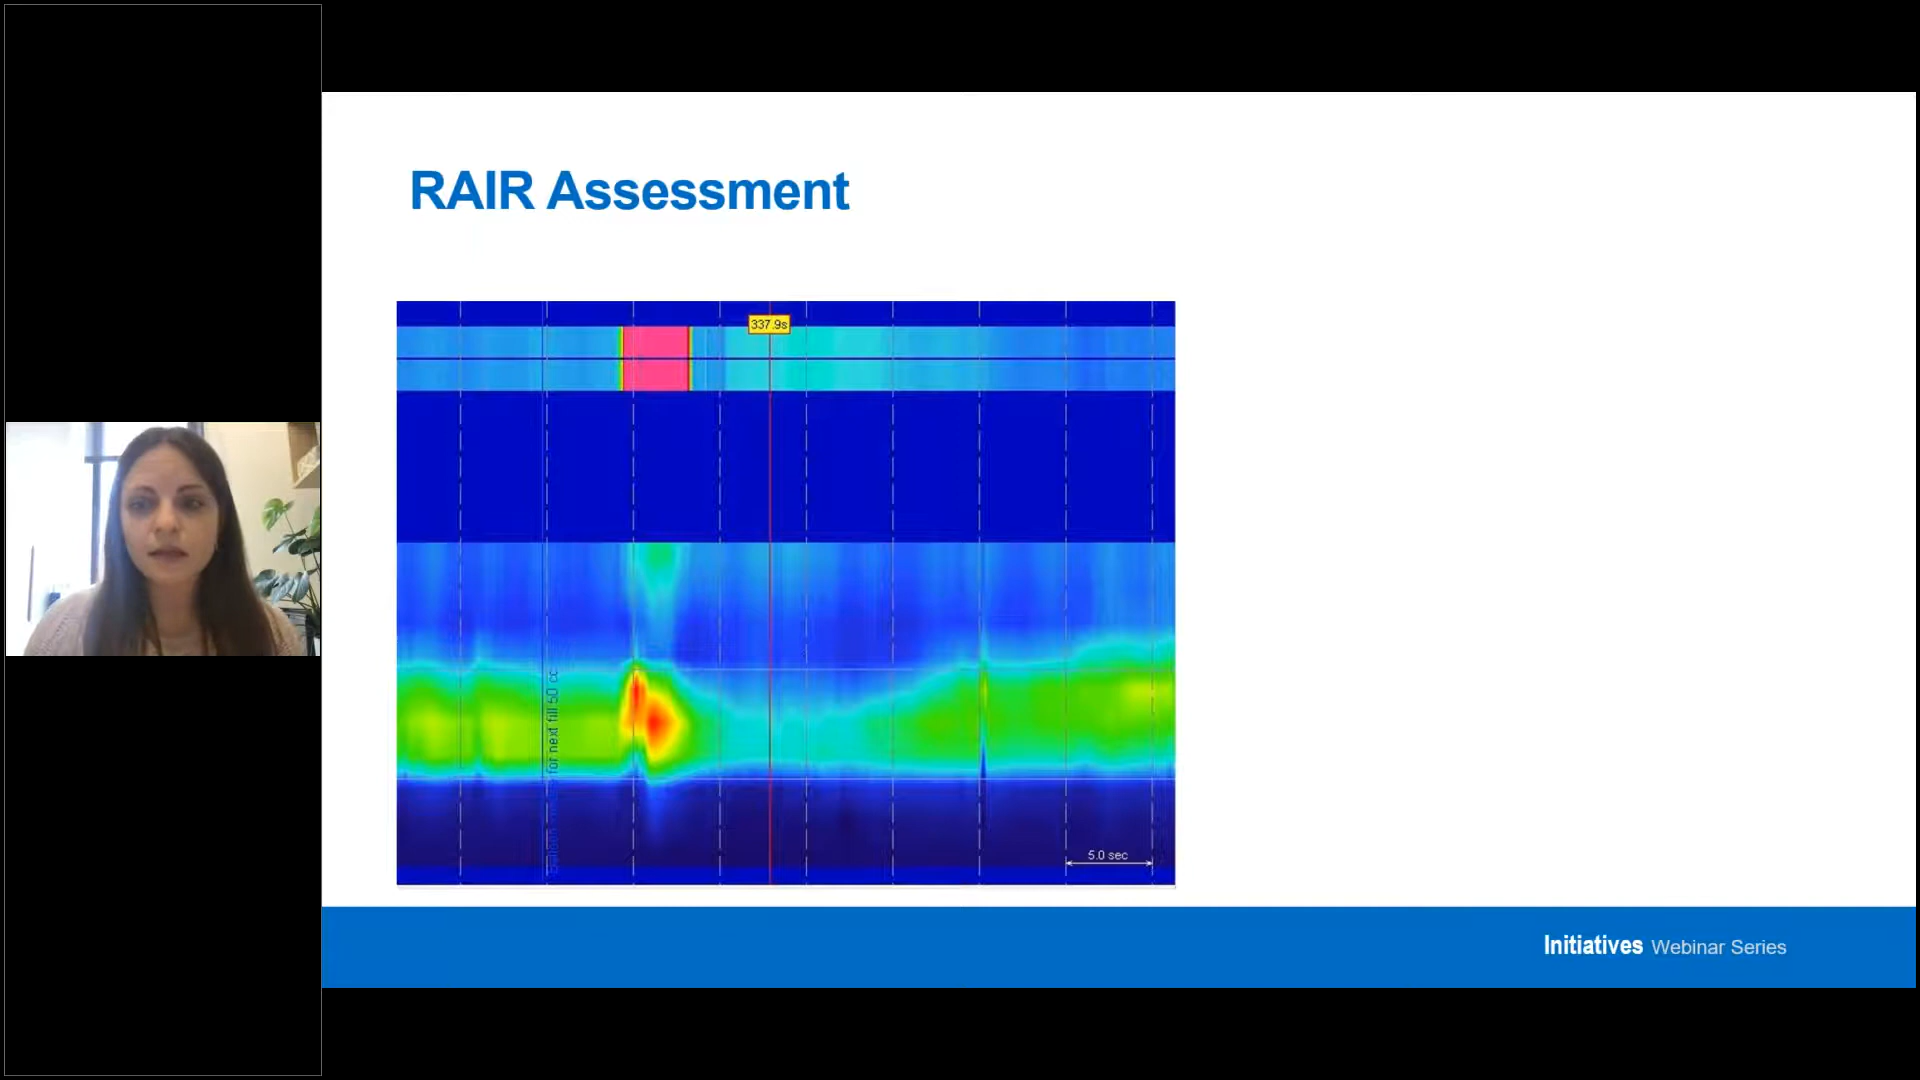 RAIR Assessment
337.9s
for next fill 50 cc
5.0 sec
Initiatives Webinar Series